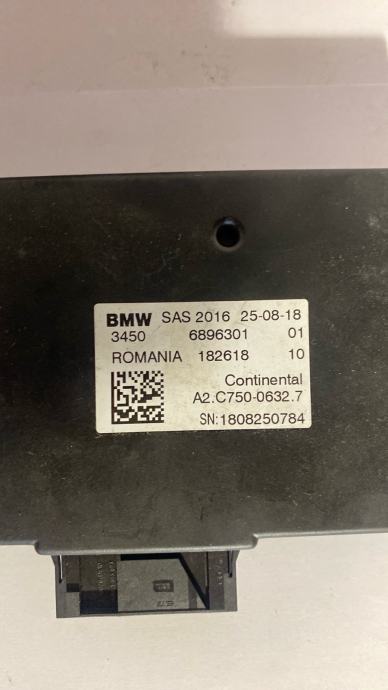 BMW SAS 2016 25-08-18
3450 6896301 01
ROMANIA 182618 10
Continental
A2.C750-0632.7
SN:1808250784